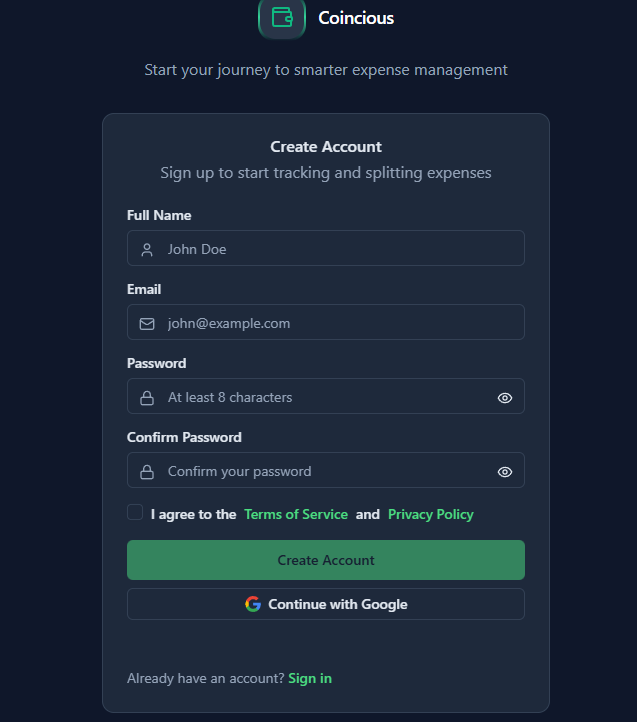 Coincious
Start your journey to smarter expense management
Create Account
Sign up to start tracking and splitting expenses
Full Name
John Doe
Email
john@example.com
Password
At least 8 characters
Confirm Password
Confirm your password
I agree to the Terms of Service and Privacy Policy
Create Account
Continue with Google
Already have an account? Sign in